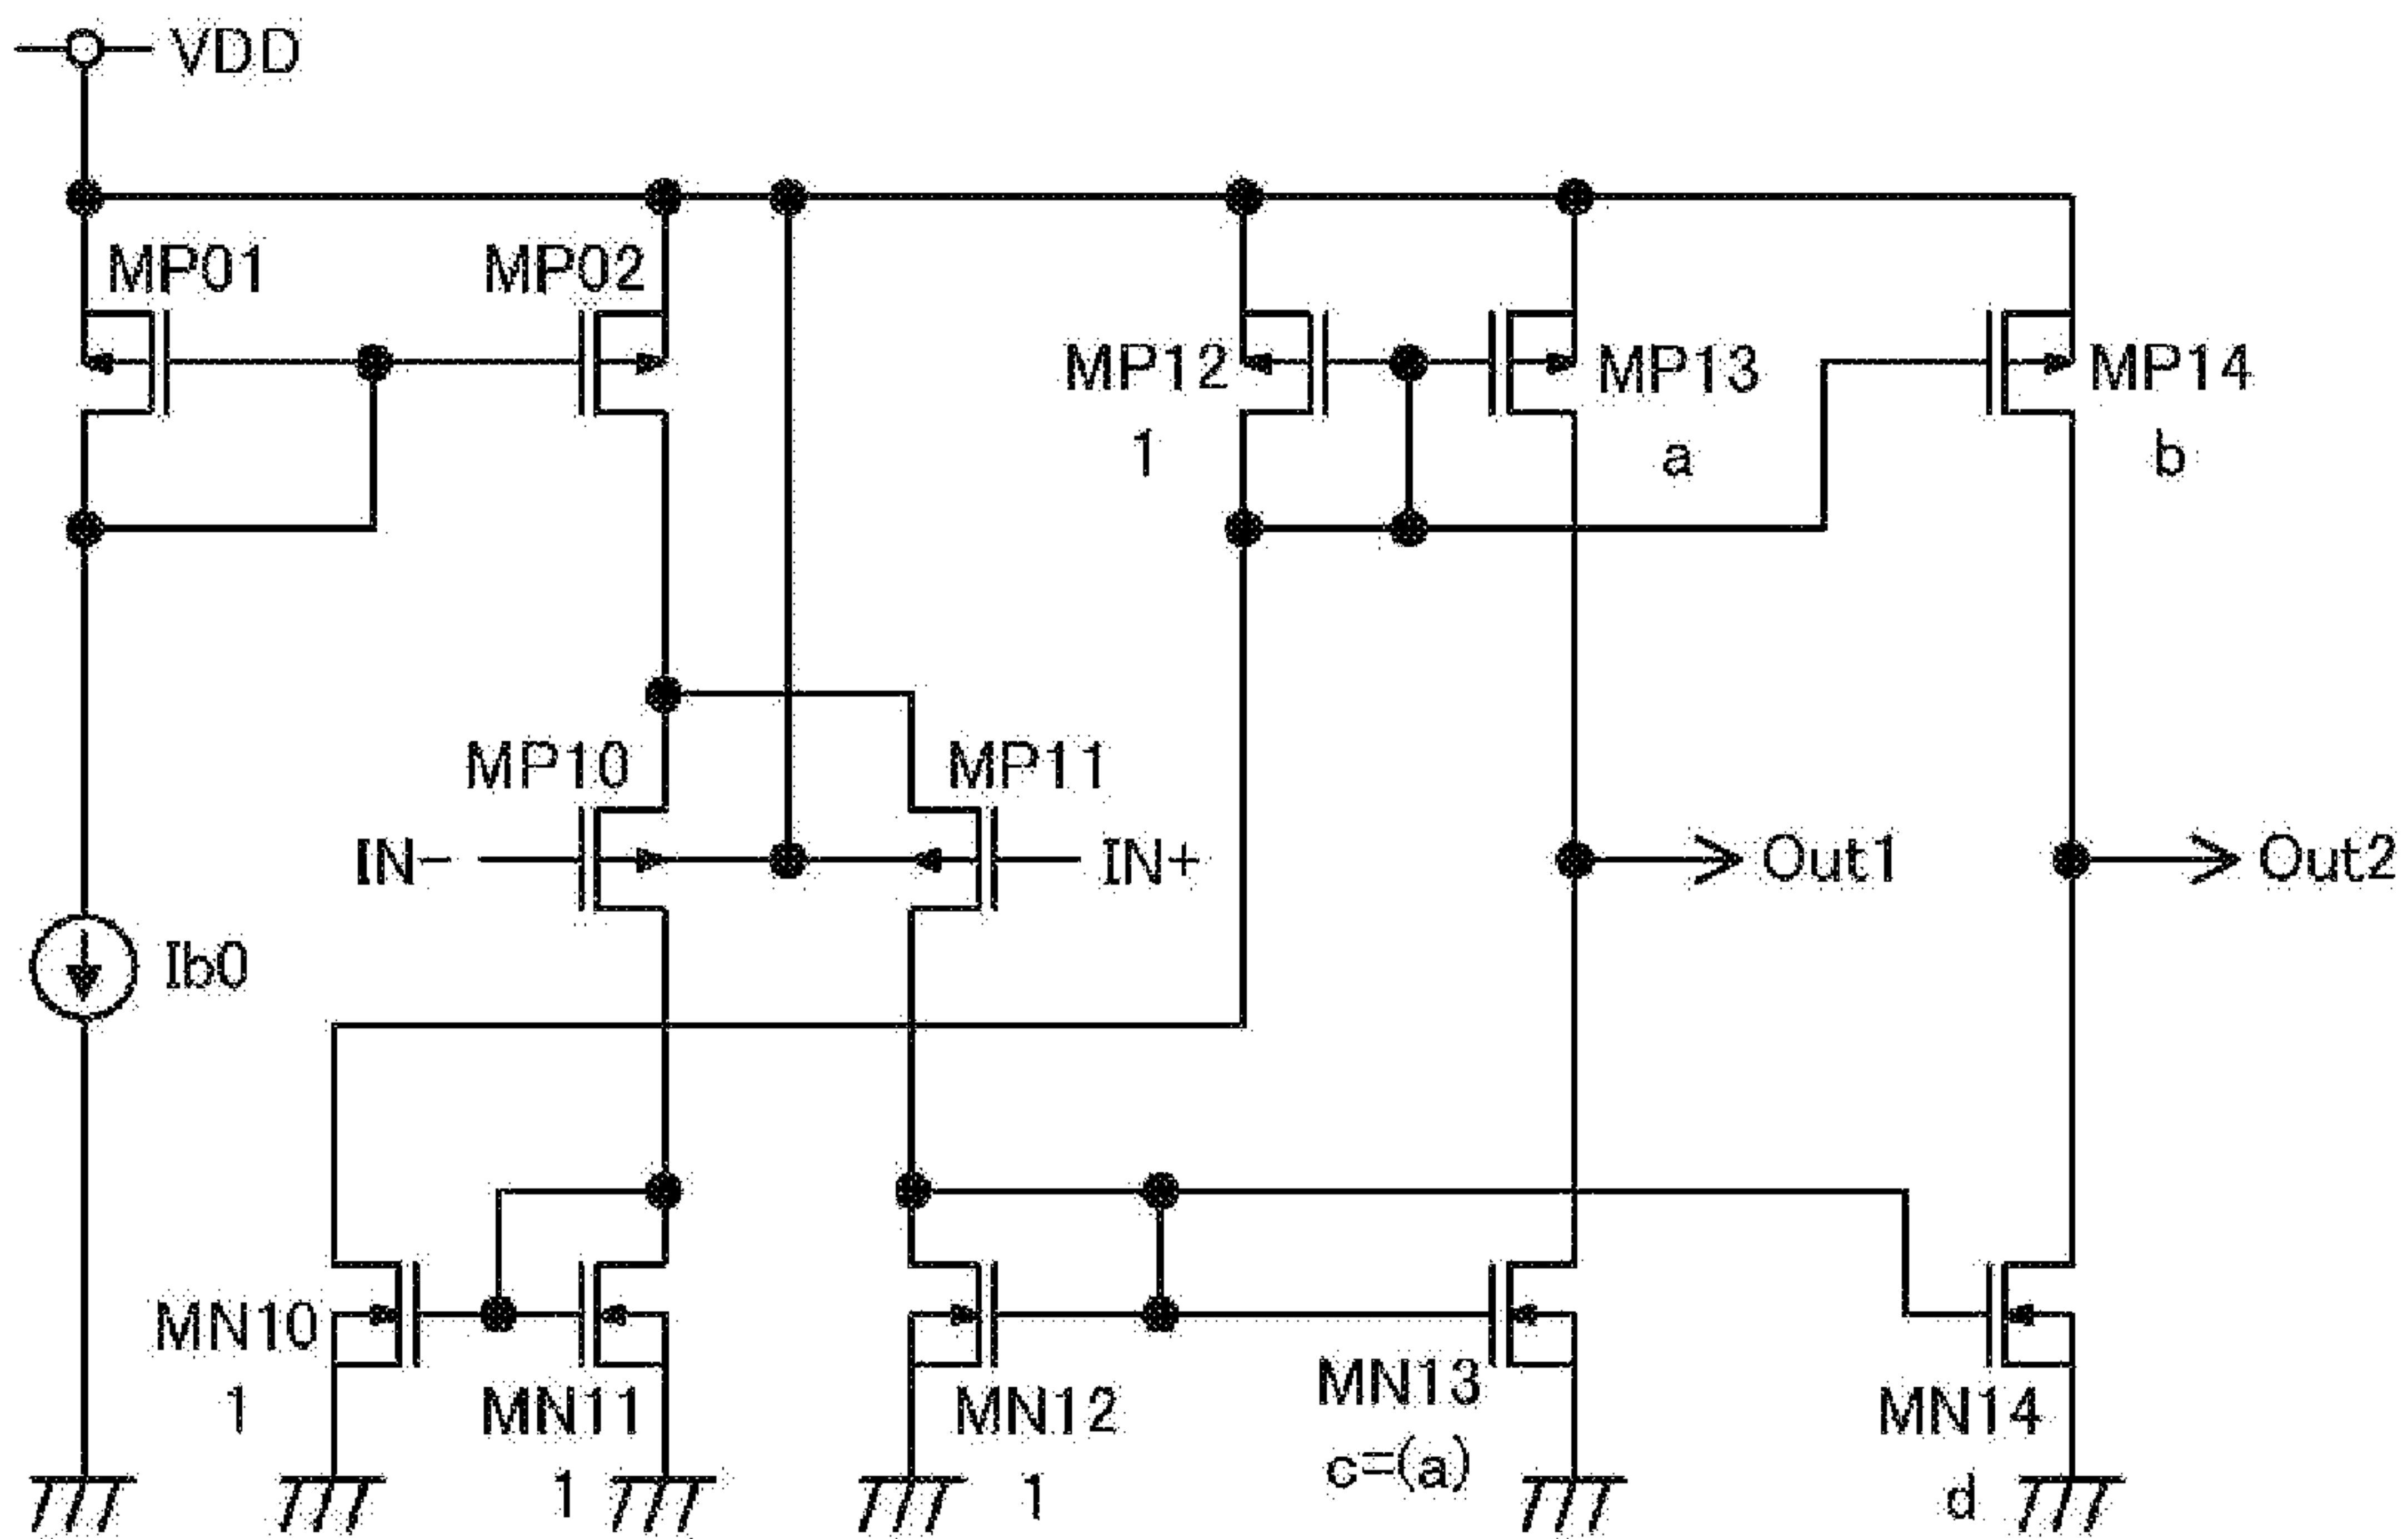 VDD
MP01
MP02
MP12
1
MP13
a
MP14
b
MP10
MP11
IN-
IN+
Out1
Out2
Ib0
MN10
1
MN11
1
MN12
1
MN13
c=(a)
MN14
d